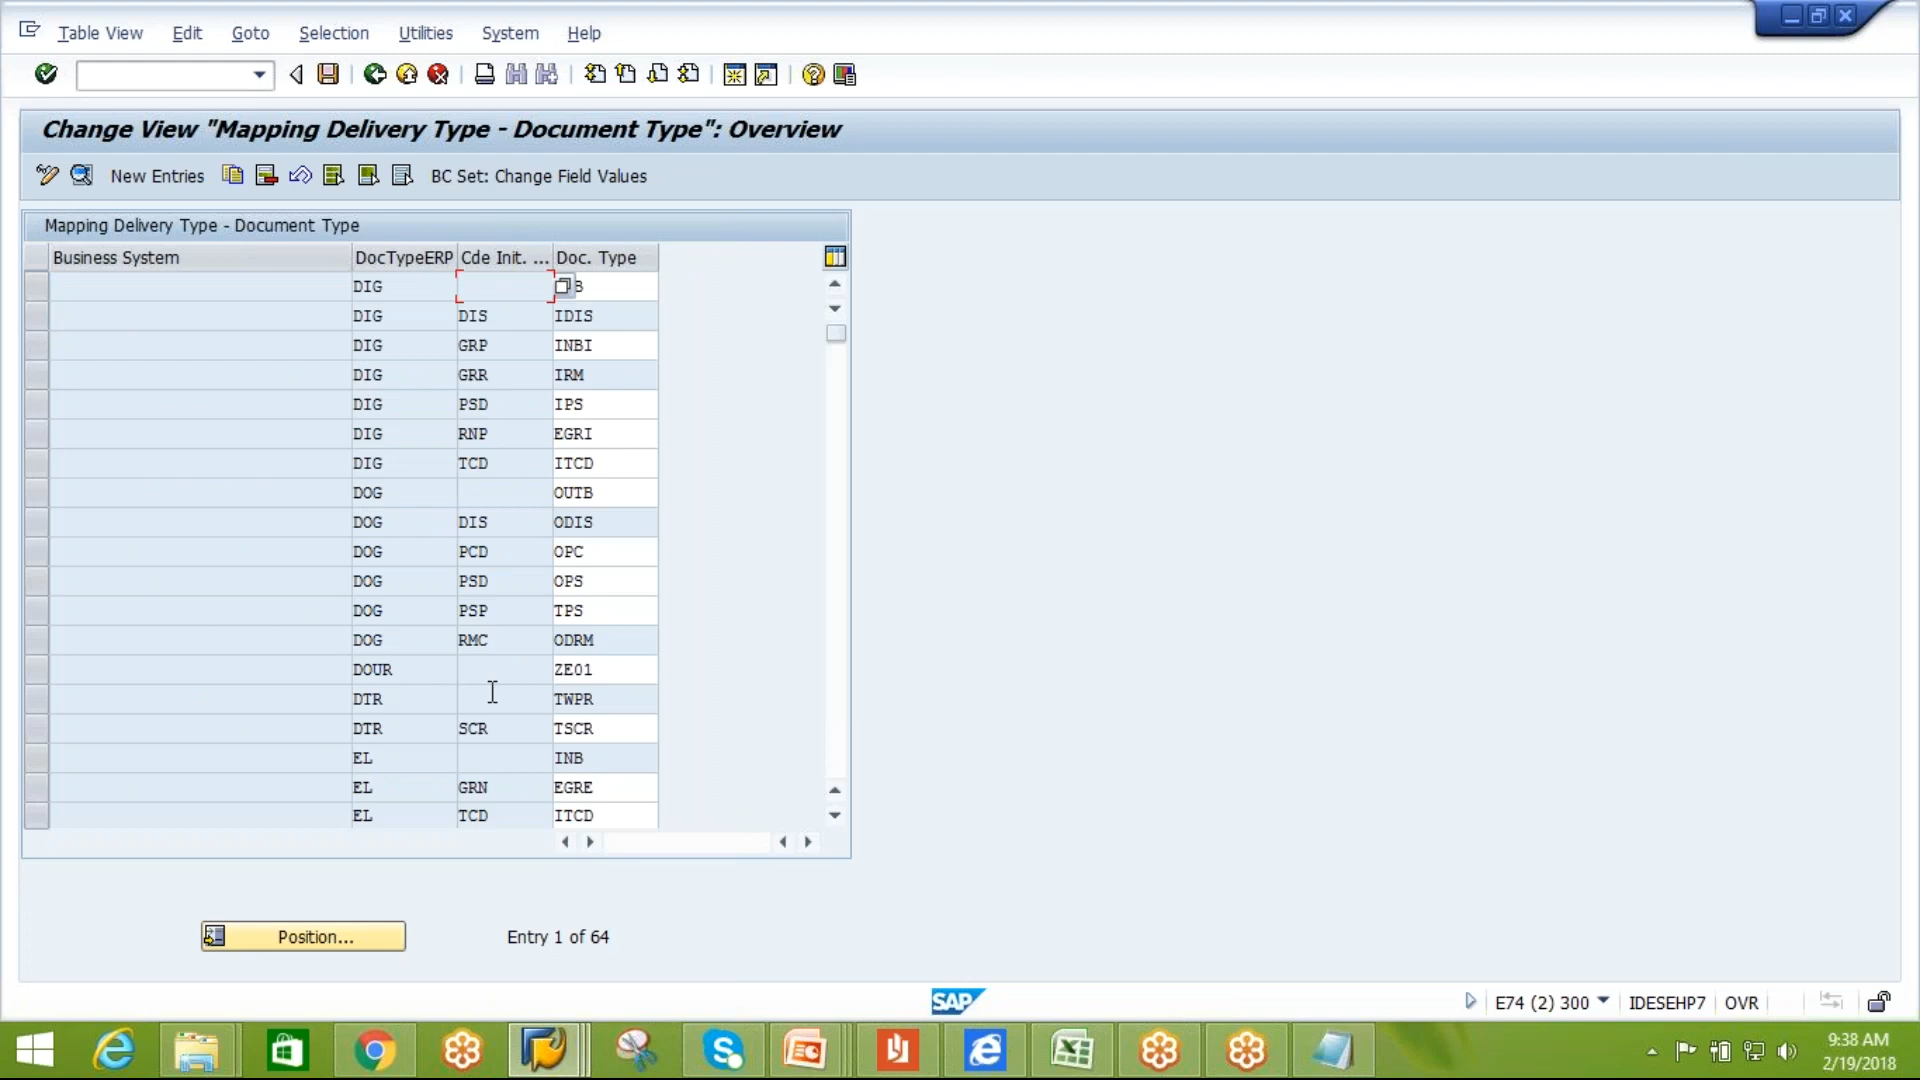 Table View Edit Goto Selection Utilities System Help
Change View "Mapping Delivery Type - Document Type": Overview
New Entries BC Set: Change Field Values
Mapping Delivery Type - Document Type
Business System DocTypeERP Cde Init. ... Doc. Type
DIG B
DIG DIS IDIS
DIG GRP INBI
DIG GRR IRM
DIG PSD IPS
DIG RNP EGRI
DIG TCD ITCD
DOG OUTB
DOG DIS ODIS
DOG PCD OPC
DOG PSD OPS
DOG PSP TPS
DOG RMC ODRM
DOUR ZE01
DTR TWPR
DTR SCR TSCR
EL INB
EL GRN EGRE
EL TCD ITCD
Position... Entry 1 of 64
SAP E74 (2) 300 IDESEHP7 OVR
9:38 AM
2/19/2018